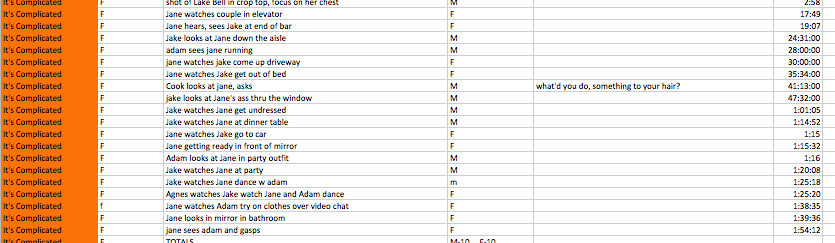 It's Complicated F shot of Lake Bell in crop top, focus on her chest M 2:58
It's Complicated F Jane watches couple in elevator F 17:49
It's Complicated F Jane hears, sees Jake at end of bar F 19:07
It's Complicated F Jake looks at Jane down the aisle M 24:31:00
It's Complicated F adam sees jane running M 28:00:00
It's Complicated F jane watches jake come up driveway F 30:00:00
It's Complicated F Jane watches Jake get out of bed F 35:34:00
It's Complicated F Cook looks at jane, asks M what'd you do, something to your hair? 41:13:00
It's Complicated F jake looks at Jane's ass thru the window M 47:32:00
It's Complicated F Jake watches Jane get undressed M 1:01:05
It's Complicated F Jake watches Jane at dinner table M 1:14:52
It's Complicated F Jane watches Jake go to car F 1:15
It's Complicated F Jane getting ready in front of mirror F 1:15:32
It's Complicated F Adam looks at Jane in party outfit M 1:16
It's Complicated F Jake watches Jane at party M 1:20:08
It's Complicated F Jake watches Jane dance w adam m 1:25:18
It's Complicated F Agnes watches Jake watch Jane and Adam dance F 1:25:20
It's Complicated f Jane watches Adam try on clothes over video chat F 1:38:35
It's Complicated F Jane looks in mirror in bathroom F 1:39:36
It's Complicated F jane sees adam and gasps F 1:54:12
It's Complicated F TOTALS M-10 F-10